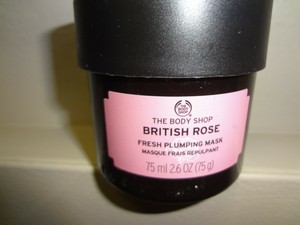 THE BODY SHOP
BRITISH ROSE
FRESH PLUMPING MASK
MASQUE FRAIS REPULPANT
75 ml 2.6 OZ (75 g)